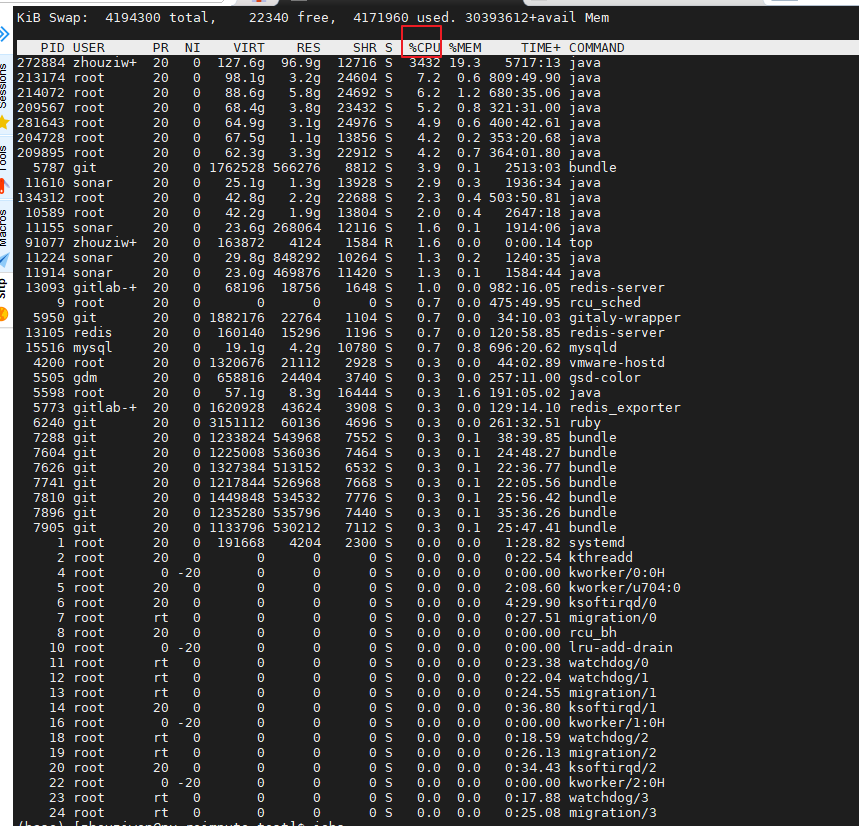 KiB Swap:  4194300 total,    22340 free,  4171960 used. 30393612+avail Mem
PID USER      PR  NI    VIRT    RES    SHR S  %CPU %MEM     TIME+ COMMAND
272884 zhouziw+  20   0  127.6g  96.9g  12716 S  3432 19.3   5717:13 java
213174 root      20   0   98.1g   3.2g  24604 S   7.2  0.6 809:49.90 java
214072 root      20   0   88.6g   5.8g  24692 S   6.2  1.2 680:35.06 java
209567 root      20   0   68.4g   3.8g  23432 S   5.2  0.8 321:31.00 java
281643 root      20   0   64.9g   3.1g  24976 S   4.9  0.6 400:42.61 java
204728 root      20   0   67.5g   1.1g  13856 S   4.2  0.2 353:20.68 java
209895 root      20   0   62.3g   3.3g  22912 S   4.2  0.7 364:01.80 java
5787 git       20   0 1762528 566276   8812 S   3.9  0.1   2513:03 bundle
11610 sonar     20   0   25.1g   1.3g  13928 S   2.9  0.3   1936:34 java
134312 root      20   0   42.8g   2.2g  22688 S   2.3  0.4 503:50.81 java
10589 root      20   0   42.2g   1.9g  13804 S   2.0  0.4   2647:18 java
11155 sonar     20   0   23.6g 268064  12116 S   1.6  0.1   1914:06 java
91077 zhouziw+  20   0  163872   4124   1584 R   1.6  0.0   0:00.14 top
11224 sonar     20   0   29.8g 848292  10264 S   1.3  0.2   1240:35 java
11914 sonar     20   0   23.0g 469876  11420 S   1.3  0.1   1584:44 java
13093 gitlab-+  20   0   68196  18756   1648 S   1.0  0.0 982:16.05 redis-server
9 root      20   0       0      0      0 S   0.7  0.0 475:49.95 rcu_sched
5950 git       20   0 1882176  22764   1104 S   0.7  0.0  34:10.03 gitaly-wrapper
13105 redis     20   0  160140  15296   1196 S   0.7  0.0 120:58.85 redis-server
15516 mysql     20   0   19.1g   4.2g  10780 S   0.7  0.8 696:20.62 mysqld
4200 root      20   0 1320676  21112   2928 S   0.3  0.0  44:02.89 vmware-hostd
5505 gdm       20   0  658816  24404   3740 S   0.3  0.0 257:11.00 gsd-color
5598 root      20   0   57.1g   8.3g  16444 S   0.3  1.6 191:05.02 java
5773 gitlab-+  20   0 1620928  43624   3908 S   0.3  0.0 129:14.10 redis_exporter
6240 git       20   0 3151112  60136   4696 S   0.3  0.0 261:32.51 ruby
7288 git       20   0 1233824 543968   7552 S   0.3  0.1  38:39.85 bundle
7604 git       20   0 1225008 536036   7464 S   0.3  0.1  24:48.27 bundle
7626 git       20   0 1327384 513152   6532 S   0.3  0.1  22:36.77 bundle
7741 git       20   0 1217844 526968   7668 S   0.3  0.1  22:05.56 bundle
7810 git       20   0 1449848 534532   7776 S   0.3  0.1  25:56.42 bundle
7896 git       20   0 1235280 535796   7440 S   0.3  0.1  35:36.26 bundle
7905 git       20   0 1133796 530212   7112 S   0.3  0.1  25:47.41 bundle
1 root      20   0  191668   4204   2300 S   0.0  0.0   1:28.82 systemd
2 root      20   0       0      0      0 S   0.0  0.0   0:22.54 kthreadd
4 root       0 -20       0      0      0 S   0.0  0.0   0:00.00 kworker/0:0H
5 root      20   0       0      0      0 S   0.0  0.0   2:08.60 kworker/u704:0
6 root      20   0       0      0      0 S   0.0  0.0   4:29.90 ksoftirqd/0
7 root      rt   0       0      0      0 S   0.0  0.0   0:27.51 migration/0
8 root      20   0       0      0      0 S   0.0  0.0   0:00.00 rcu_bh
10 root       0 -20       0      0      0 S   0.0  0.0   0:00.00 lru-add-drain
11 root      rt   0       0      0      0 S   0.0  0.0   0:23.38 watchdog/0
12 root      rt   0       0      0      0 S   0.0  0.0   0:22.04 watchdog/1
13 root      rt   0       0      0      0 S   0.0  0.0   0:24.55 migration/1
14 root      20   0       0      0      0 S   0.0  0.0   0:36.80 ksoftirqd/1
16 root       0 -20       0      0      0 S   0.0  0.0   0:00.00 kworker/1:0H
18 root      rt   0       0      0      0 S   0.0  0.0   0:18.59 watchdog/2
19 root      rt   0       0      0      0 S   0.0  0.0   0:26.13 migration/2
20 root      20   0       0      0      0 S   0.0  0.0   0:34.43 ksoftirqd/2
22 root       0 -20       0      0      0 S   0.0  0.0   0:00.00 kworker/2:0H
23 root      rt   0       0      0      0 S   0.0  0.0   0:17.88 watchdog/3
24 root      rt   0       0      0      0 S   0.0  0.0   0:25.08 migration/3
Sessions
Tools
Macros
Sftp